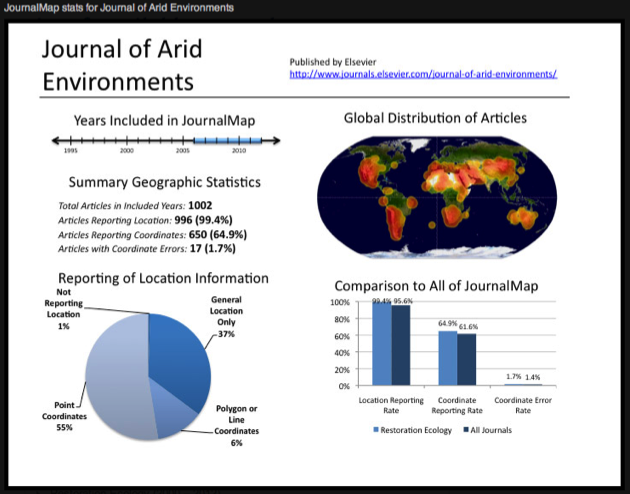 JournalMap stats for Journal of Arid Environments
Journal of Arid
Environments
Published by Elsevier
http://www.journals.elsevier.com/journal-of-arid-environments/
Years Included in JournalMap
1995 2000 2005 2010
Summary Geographic Statistics
Total Articles in Included Years: 1002
Articles Reporting Location: 996 (99.4%)
Articles Reporting Coordinates: 650 (64.9%)
Articles with Coordinate Errors: 17 (1.7%)
Global Distribution of Articles
Reporting of Location Information
Not
Reporting
Location
1%
General
Location
Only
37%
Point
Coordinates
55%
Polygon or
Line
Coordinates
6%
Comparison to All of JournalMap
100%
80%
60%
40%
20%
0%
99.4% 95.6%
64.9% 61.6%
1.7% 1.4%
Location Reporting
Rate
Coordinate
Reporting Rate
Coordinate Error
Rate
Restoration Ecology All Journals